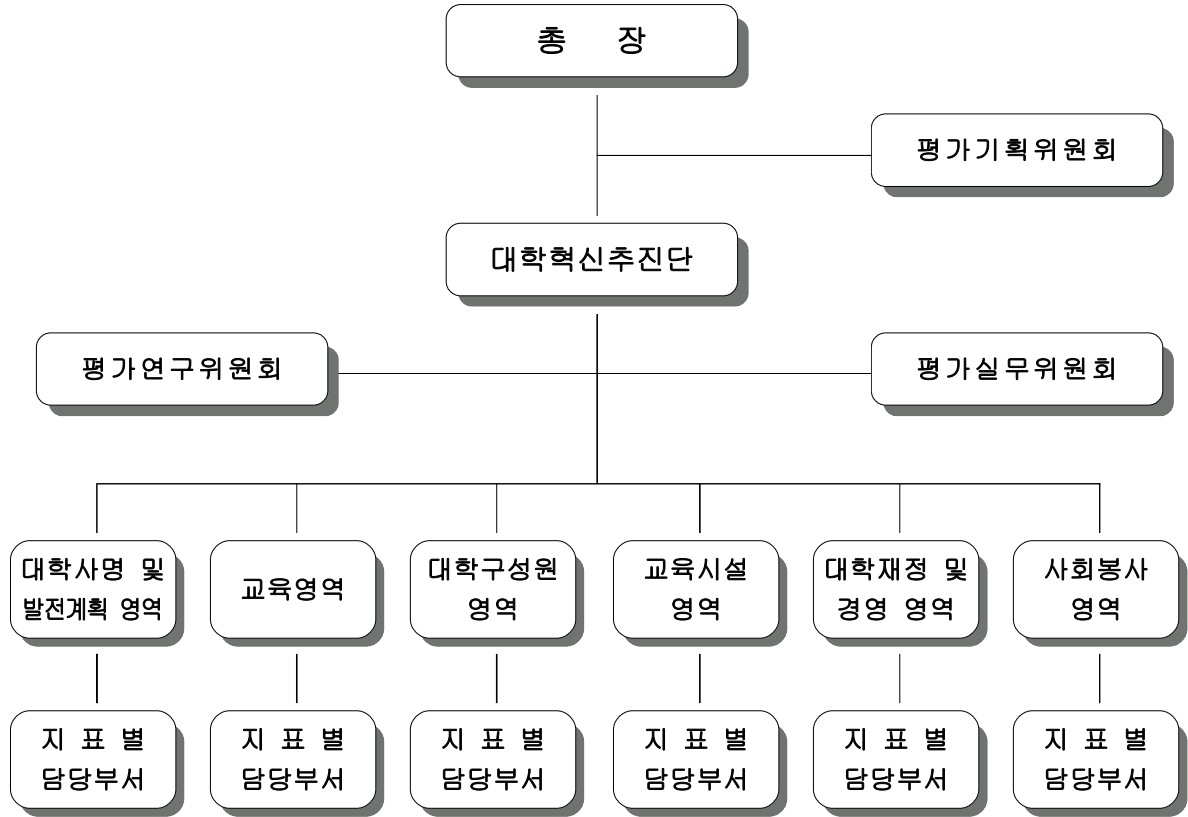 총 장
평가기획위원회
대학혁신추진단
평가연구위원회
평가실무위원회
대학사명 및
발전계획 영역
교육영역
대학구성원
영역
교육시설
영역
대학재정 및
경영 영역
사회봉사
영역
지 표 별
담당부서
지 표 별
담당부서
지 표 별
담당부서
지 표 별
담당부서
지 표 별
담당부서
지 표 별
담당부서